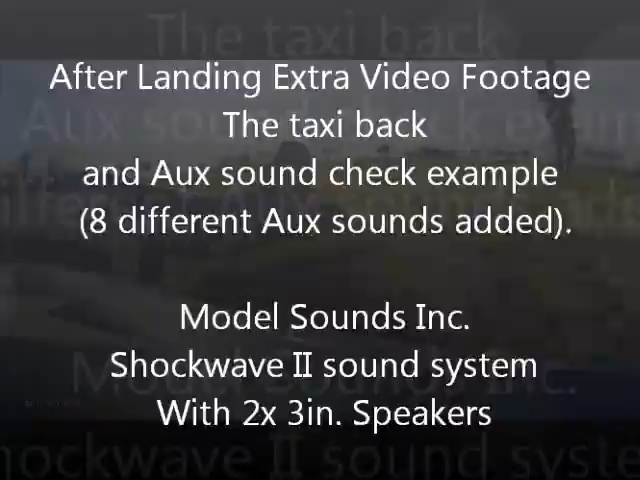 After Landing Extra Video Footage
The taxi back
and Aux sound check example
(8 different Aux sounds added).
Model Sounds Inc.
Shockwave II sound system
With 2x 3in. Speakers